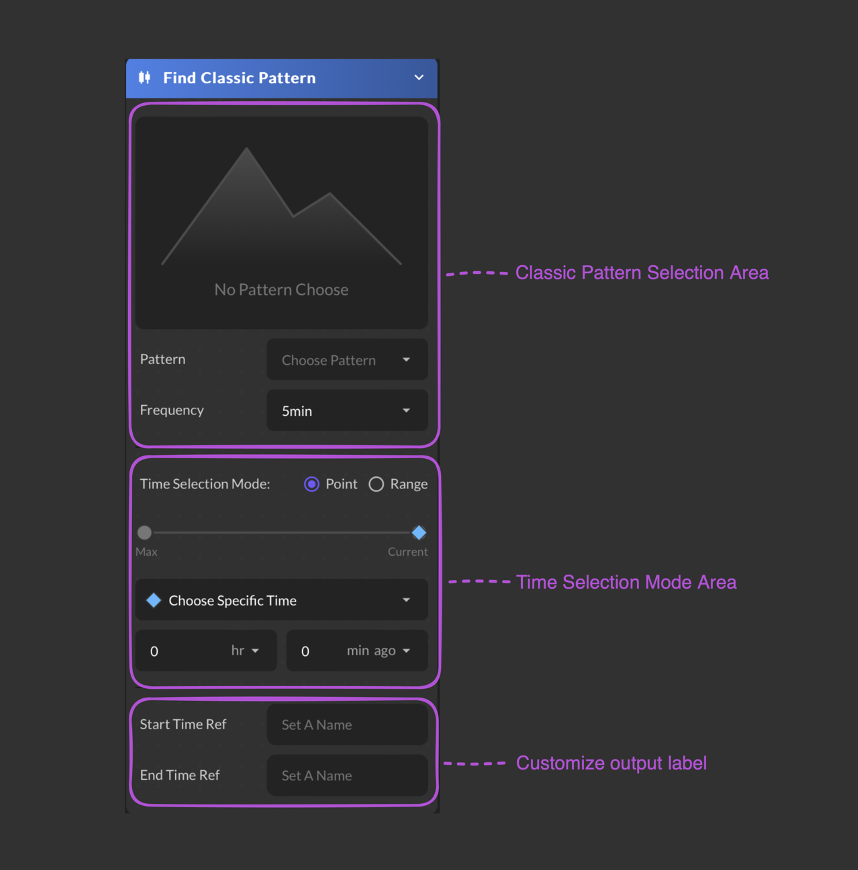 Find Classic Pattern
No Pattern Choose
Classic Pattern Selection Area
Pattern
Choose Pattern
Frequency
5min
Time Selection Mode:
Point
Range
Max
Current
Time Selection Mode Area
Choose Specific Time
0
hr
0
min ago
Start Time Ref
Set A Name
Customize output label
End Time Ref
Set A Name